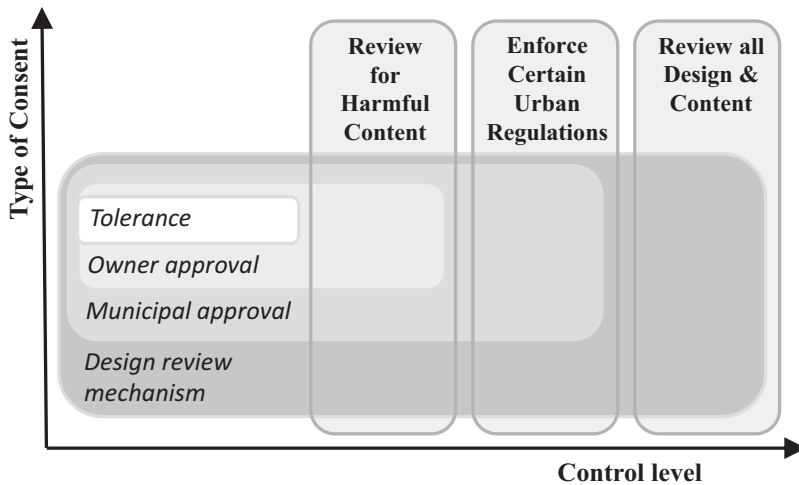 Type of Consent
Review
for
Harmful
Content
Enforce
Certain
Urban
Regulations
Review all
Design &
Content
Tolerance
Owner approval
Municipal approval
Design review
mechanism
Control level